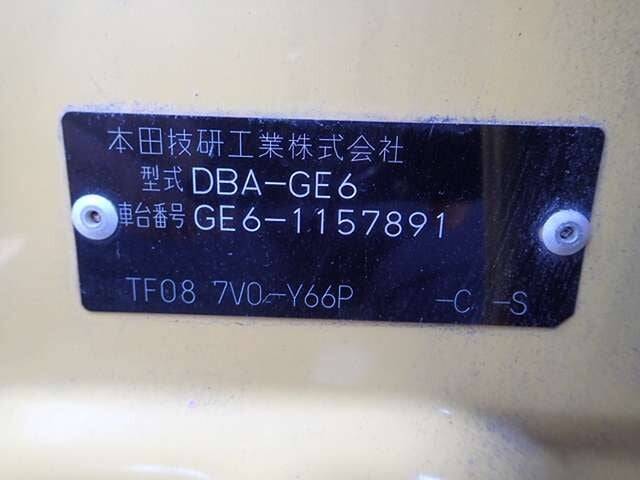 本田技研工業株式会社
型式 DBA-GE6
車台番号 GE6-1157891
TF08 7V0-Y66P -C -S